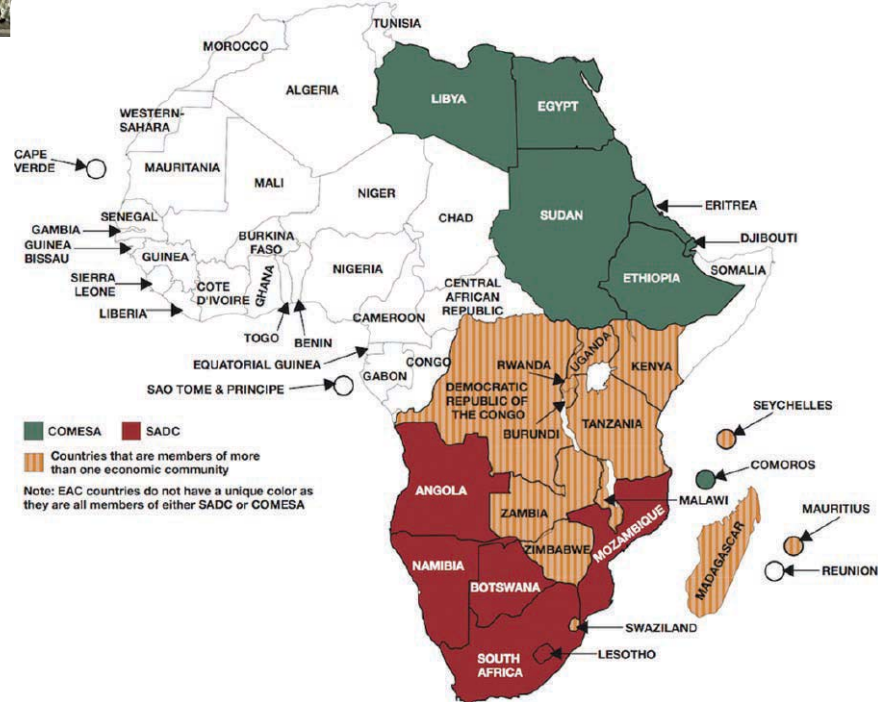 TUNISIA
MOROCCO
ALGERIA
LIBYA
EGYPT
WESTERN-
SAHARA
CAPE
VERDE
MAURITANIA
MALI
NIGER
CHAD
SUDAN
ERITREA
SENEGAL
GAMBIA
GUINEA
BISSAU
GUINEA
BURKINA
FASO
DJIBOUTI
SOMALIA
ETHIOPIA
NIGERIA
SIERRA
LEONE
COTE
D'IVOIRE
GHANA
CENTRAL
AFRICAN
REPUBLIC
LIBERIA
TOGO
BENIN
CAMEROON
EQUATORIAL GUINEA
CONGO
GABON
SAO TOME & PRINCIPE
RWANDA
UGANDA
KENYA
DEMOCRATIC
REPUBLIC OF
THE CONGO
BURUNDI
TANZANIA
SEYCHELLES
COMOROS
MALAWI
MAURITIUS
COMESA
SADC
Countries that are members of more
than one economic community
Note: EAC countries do not have a unique color as
they are all members of either SADC or COMESA
ANGOLA
ZAMBIA
MOZAMBIQUE
ZIMBABWE
MADAGASCAR
NAMIBIA
BOTSWANA
REUNION
SWAZILAND
LESOTHO
SOUTH
AFRICA